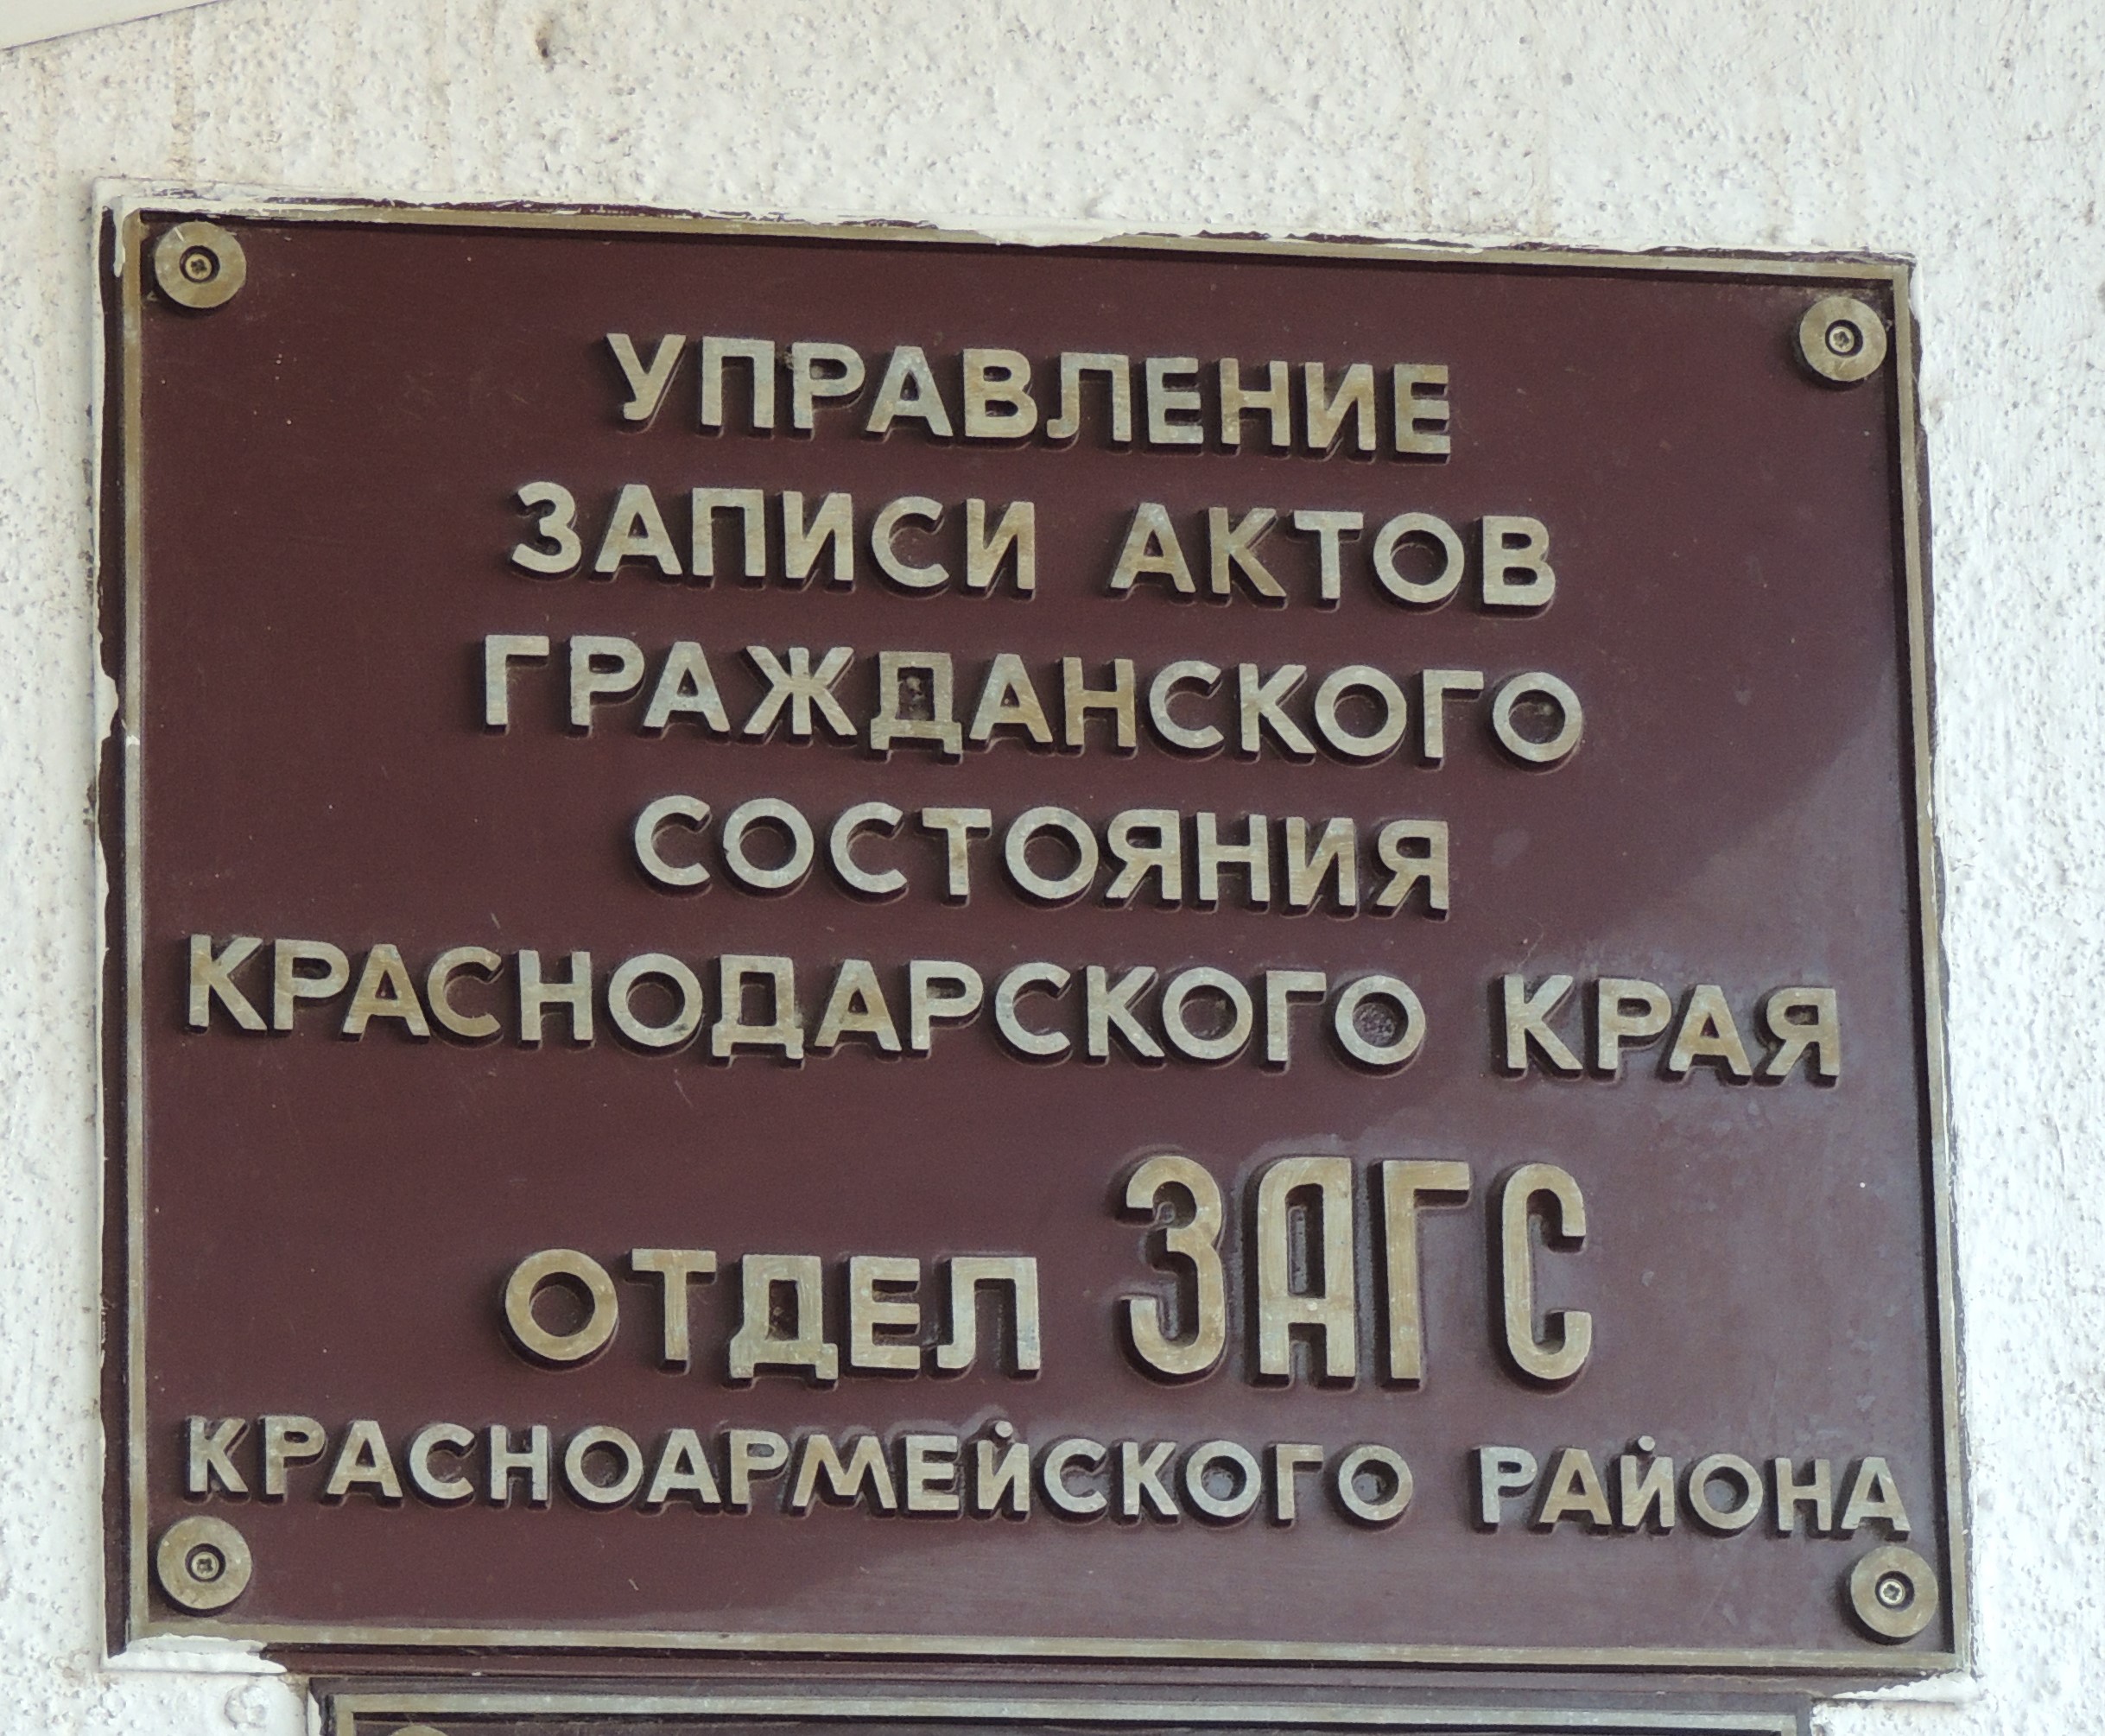 УПРАВЛЕНИЕ
ЗАПИСИ АКТОВ
ГРАЖДАНСКОГО
СОСТОЯНИЯ
КРАСНОДАРСКОГО КРАЯ
ОТДЕЛ ЗАГС
КРАСНОАРМЕЙСКОГО РАЙОНА